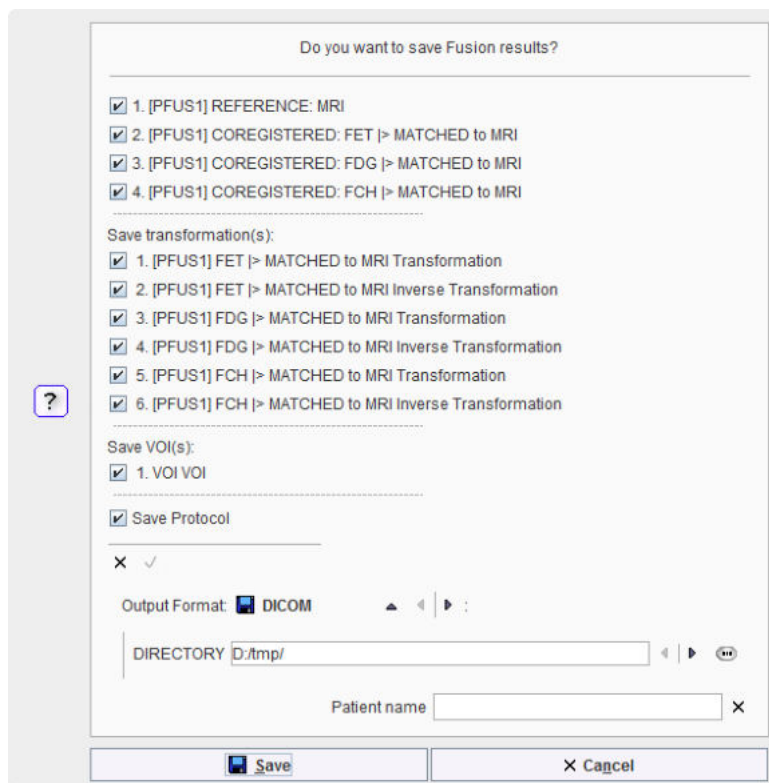 Do you want to save Fusion results?
1. [PFUS1] REFERENCE: MRI
2. [PFUS1] COREGISTERED: FET |> MATCHED to MRI
3. [PFUS1] COREGISTERED: FDG |> MATCHED to MRI
4. [PFUS1] COREGISTERED: FCH |> MATCHED to MRI
Save transformation(s):
1. [PFUS1] FET |> MATCHED to MRI Transformation
2. [PFUS1] FET |> MATCHED to MRI Inverse Transformation
3. [PFUS1] FDG |> MATCHED to MRI Transformation
4. [PFUS1] FDG |> MATCHED to MRI Inverse Transformation
5. [PFUS1] FCH |> MATCHED to MRI Transformation
6. [PFUS1] FCH |> MATCHED to MRI Inverse Transformation
?
Save VOI(s):
1. VOI VOI
Save Protocol
Output Format: DICOM :
DIRECTORY D:/tmp/
Patient name
Save Cancel